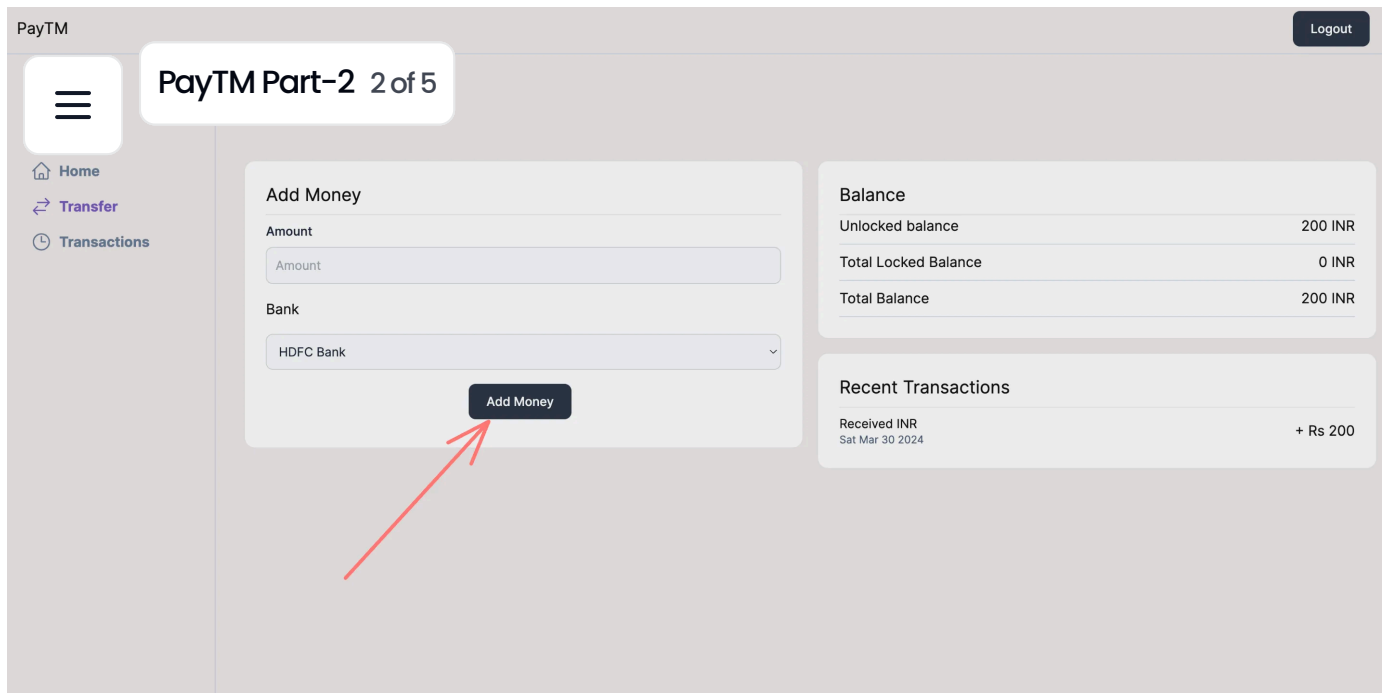 PayTM
Logout
PayTM Part-2 2 of 5
Home
Transfer
Transactions
Add Money
Amount
Amount
Bank
HDFC Bank
Add Money
Balance
Unlocked balance 200 INR
Total Locked Balance 0 INR
Total Balance 200 INR
Recent Transactions
Received INR
Sat Mar 30 2024
+ Rs 200